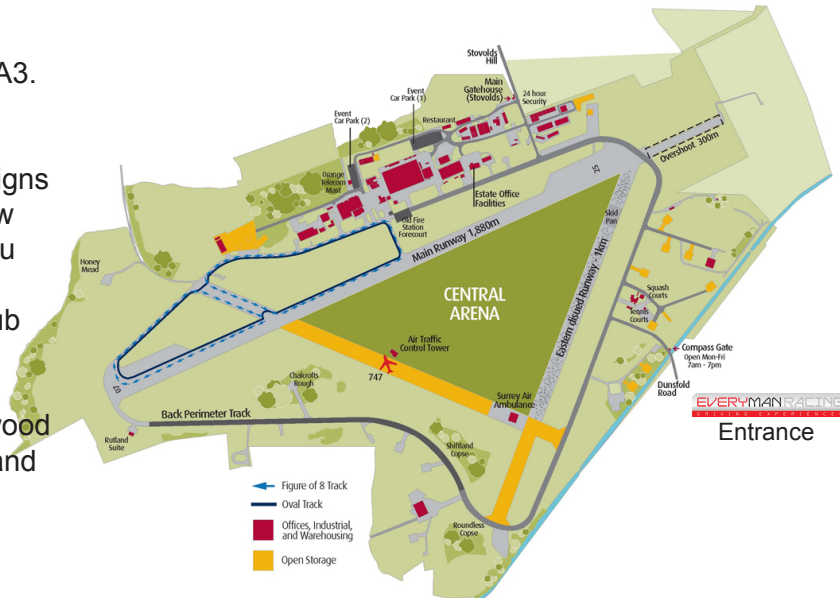 A3.
igns
w
u
ub
wood
and
Stovolds
Hill
Main
Gatehouse
(Stovolds)
24 hour
Security
Event
Car Park (1)
Event
Car Park (2)
Restaurant
Overshoot 300m
Orange
Telecom
Mast
Estate Office
Facilities
25
Old Fire
Station
Forecourt
Skid
Pan
Main Runway 1,880m
Honey
Mead
CENTRAL
ARENA
Eastern disued Runway - 1km
Squash
Courts
Tennis
Courts
Air Traffic
Control Tower
Compass Gate
Open Mon-Fri
7am - 7pm
747
07
Chalcrofts
Rough
Dunsfold
Road
Surrey Air
Ambulance
EVERYMAN RACING
DRIVING EXPERIENCES
Entrance
Back Perimeter Track
Rutland
Suite
Shiltland
Copse
Figure of 8 Track
Oval Track
Offices, Industrial,
and Warehousing
Open Storage
Roundless
Copse